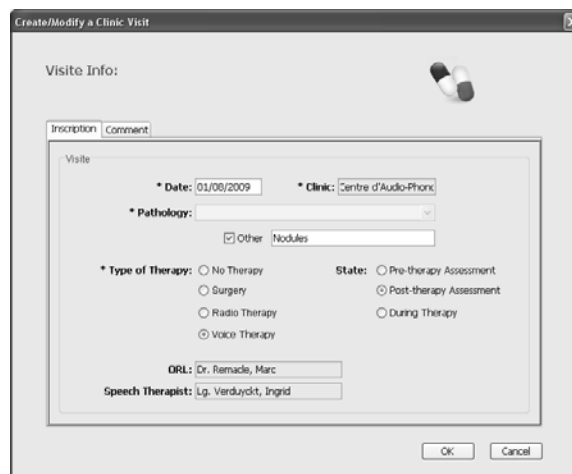 Create/Modify a Clinic Visit
Visite Info:
Inscription Comment
Visite
* Date: 01/08/2009 * Clinic: Centre d'Audio-Phonc
* Pathology:
Other Nodules
* Type of Therapy: No Therapy State: Pre-therapy Assessment
Surgery Post-therapy Assessment
Radio Therapy During Therapy
Voice Therapy
ORL: Dr. Remacle, Marc
Speech Therapist: Lg. Verduyckt, Ingrid
OK Cancel